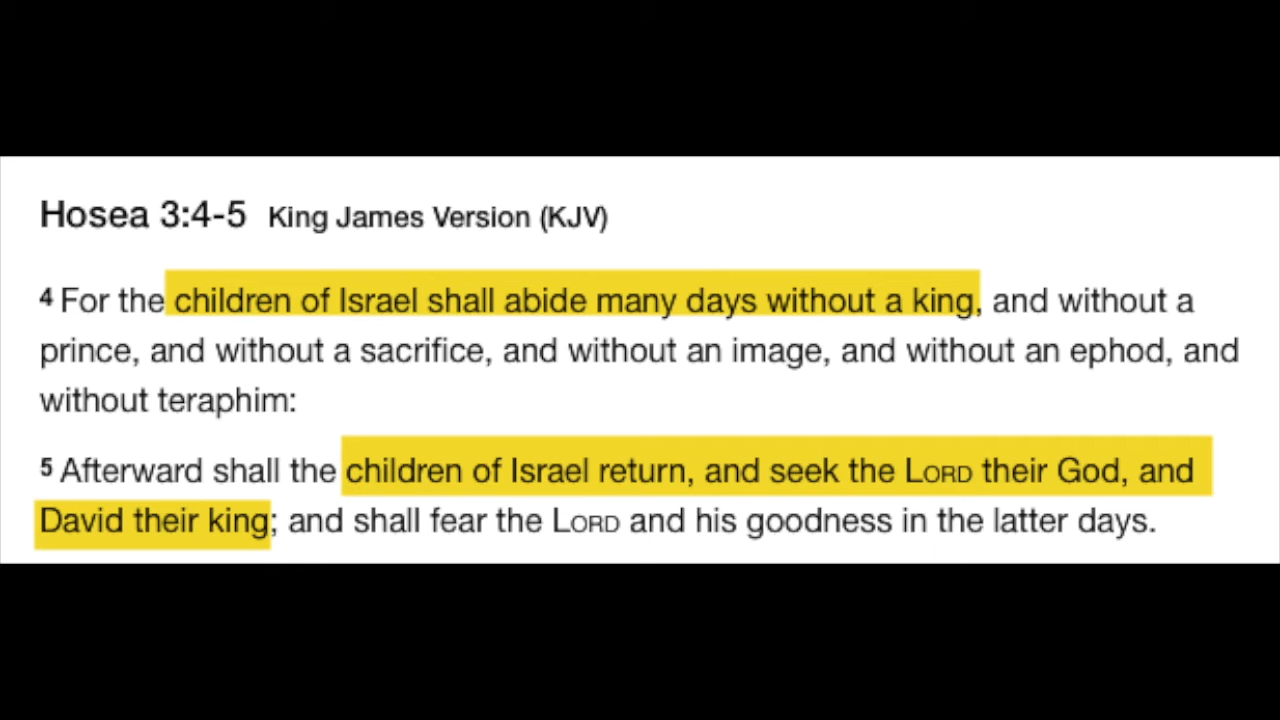 Hosea 3:4-5 King James Version (KJV)
4 For the children of Israel shall abide many days without a king, and without a
prince, and without a sacrifice, and without an image, and without an ephod, and
without teraphim:
5 Afterward shall the children of Israel return, and seek the LORD their God, and
David their king; and shall fear the LORD and his goodness in the latter days.